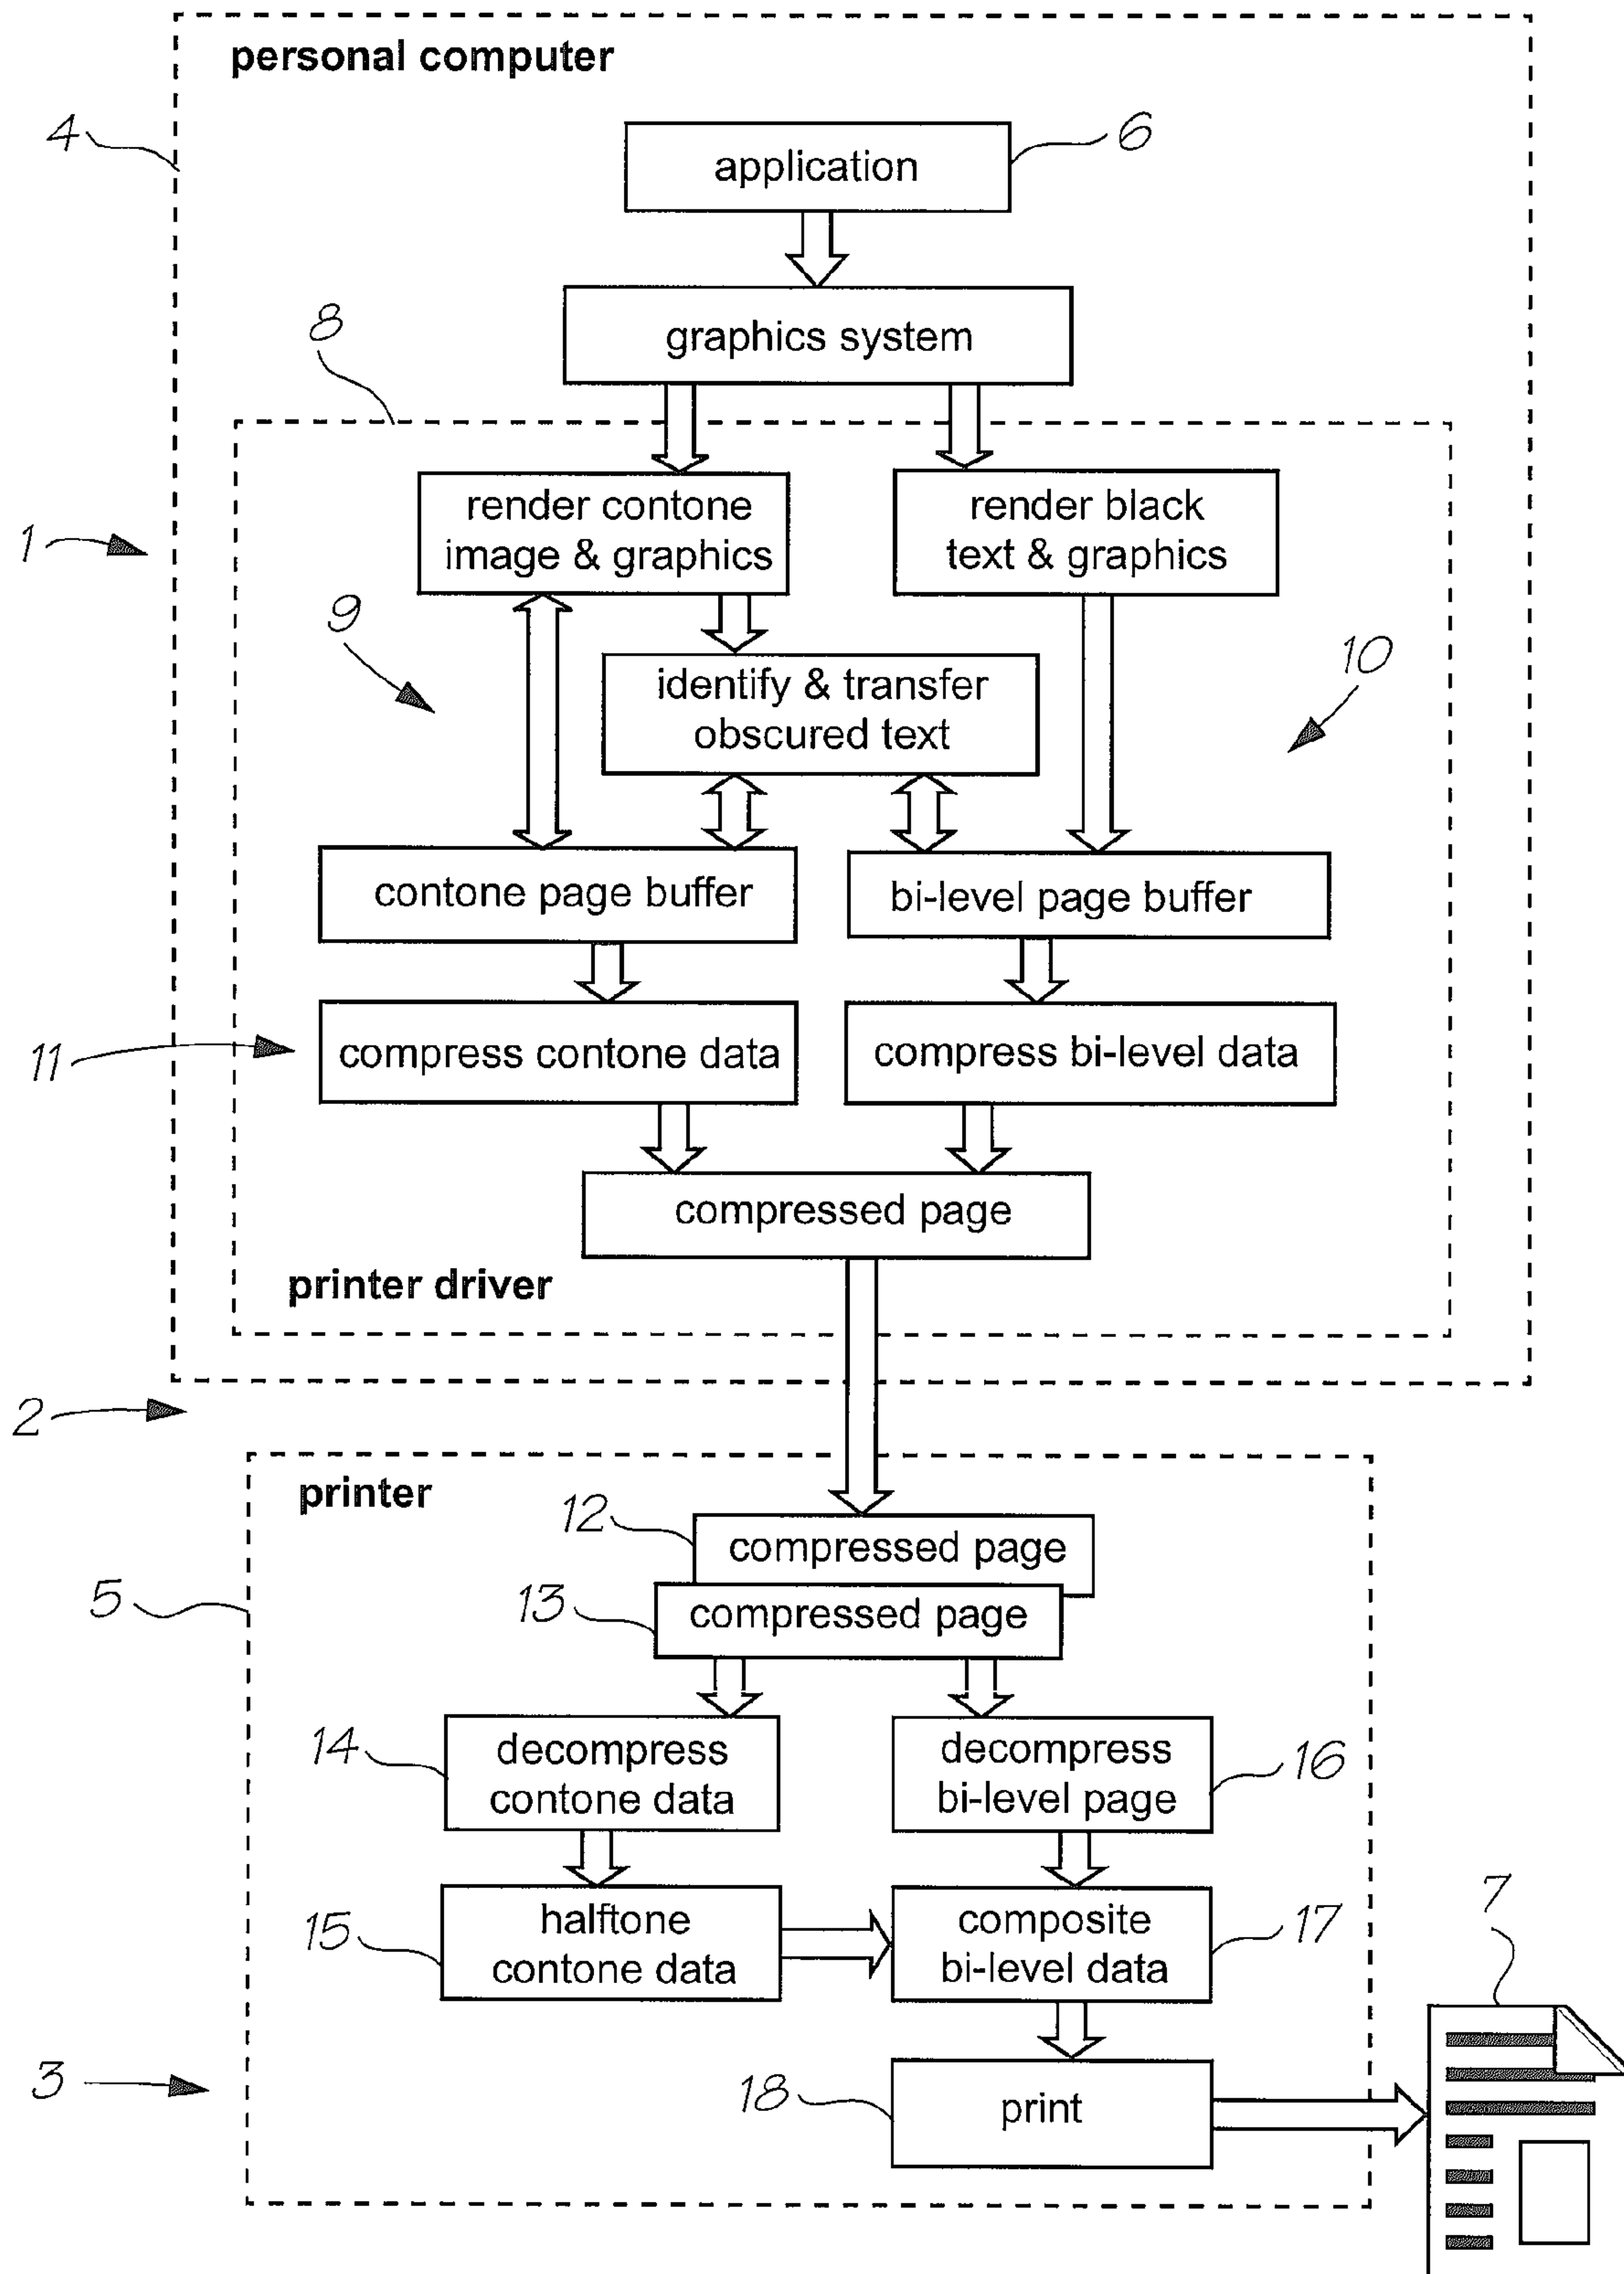 personal computer
4
6
application
8
graphics system
1
render contone
image & graphics
render black
text & graphics
9
10
identify & transfer
obscured text
contone page buffer
bi-level page buffer
11
compress contone data
compress bi-level data
compressed page
printer driver
2
printer
12
compressed page
5
13
compressed page
14
decompress
contone data
decompress
bi-level page
16
15
halftone
contone data
composite
bi-level data
17
7
3
18
print